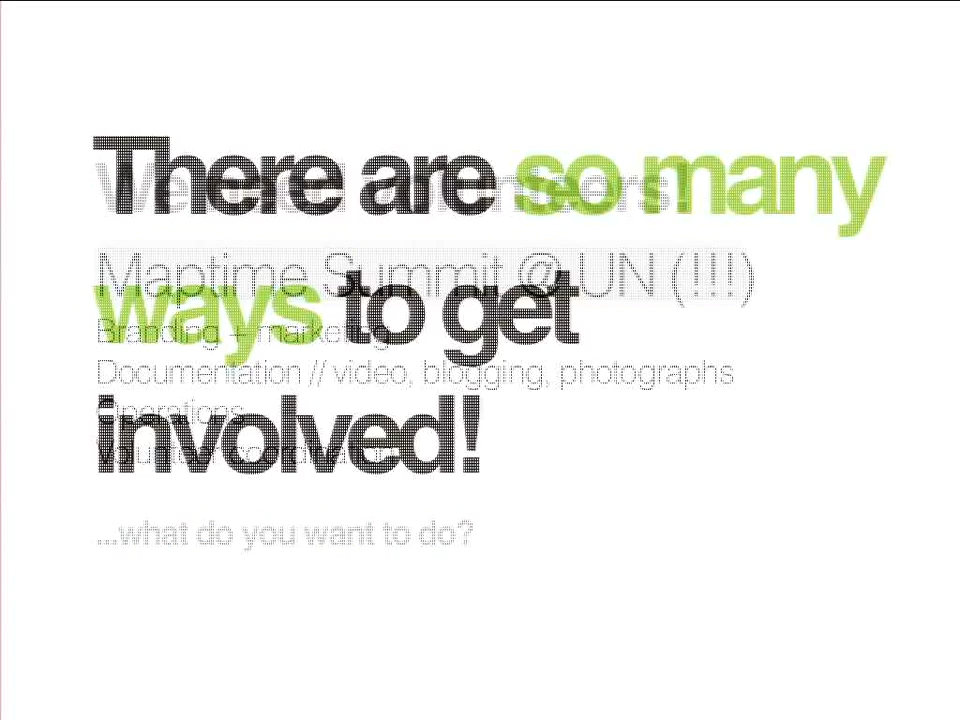 There are so many
Maptime Summit @ UN (!!!)
ways to get
Branding + marketing
Documentation // video, blogging, photographs
Operations
involved!
...what do you want to do?